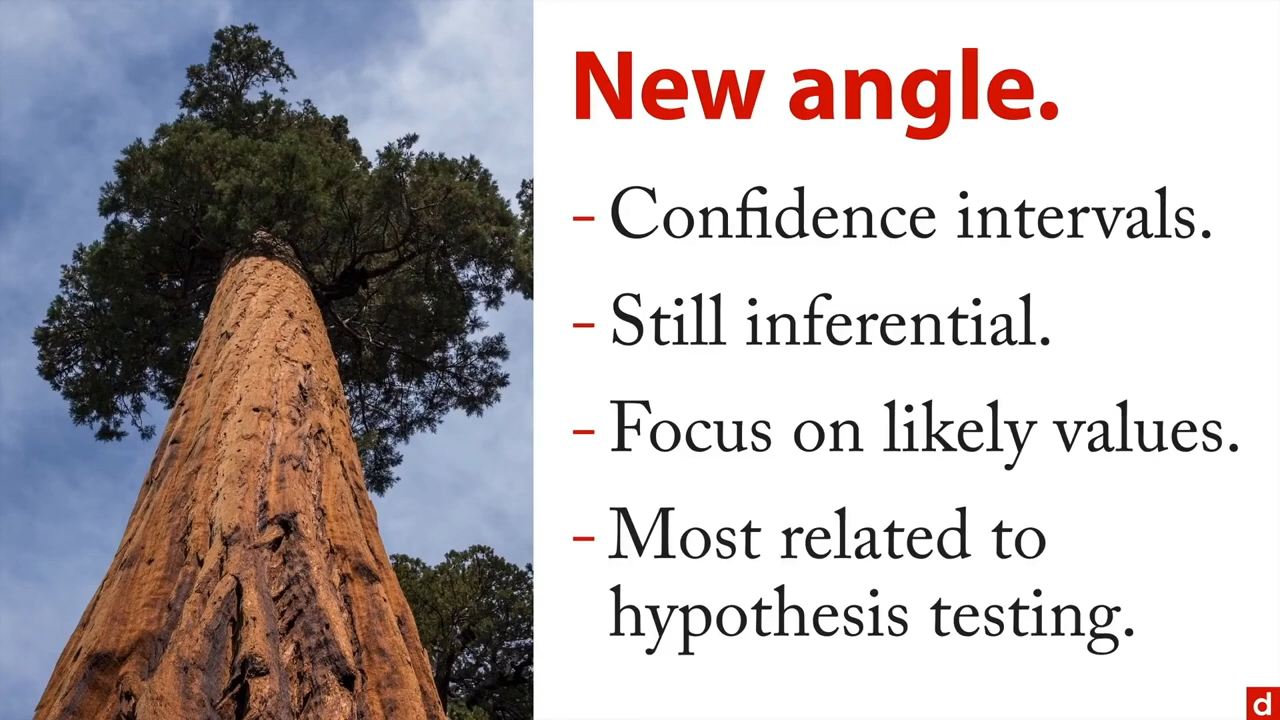 New angle.
- Confidence intervals.
- Still inferential.
- Focus on likely values.
- Most related to
hypothesis testing.
d